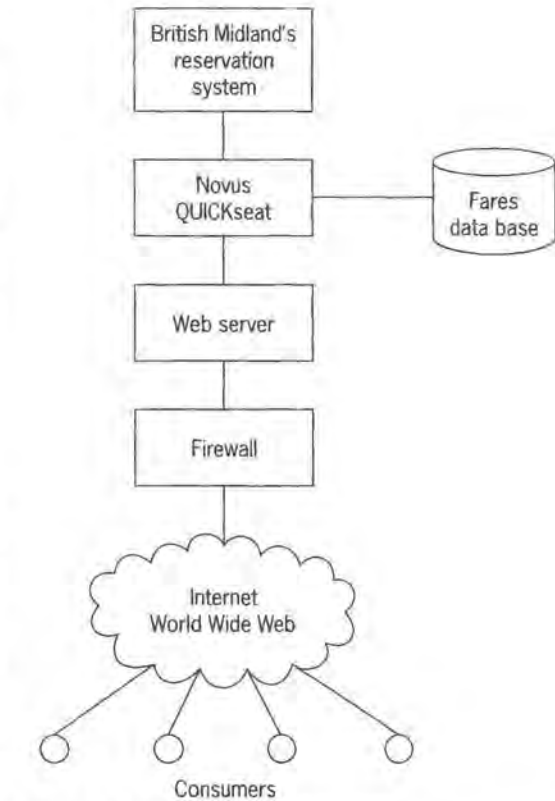 British Midland's
reservation
system
Novus
QUICKseat
Fares
data base
Web server
Firewall
Internet
World Wide Web
Consumers